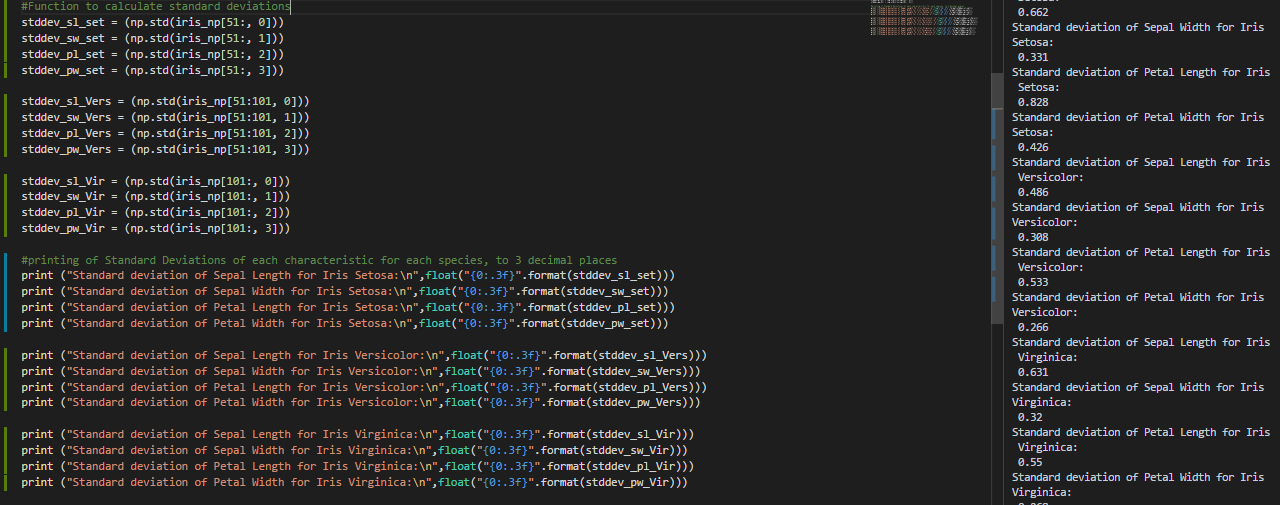 #Function to calculate standard deviations
stddev_sl_set = (np.std(iris_np[51:, 0]))
stddev_sw_set = (np.std(iris_np[51:, 1]))
stddev_pl_set = (np.std(iris_np[51:, 2]))
stddev_pw_set = (np.std(iris_np[51:, 3]))
stddev_sl_Vers = (np.std(iris_np[51:101, 0]))
stddev_sw_Vers = (np.std(iris_np[51:101, 1]))
stddev_pl_Vers = (np.std(iris_np[51:101, 2]))
stddev_pw_Vers = (np.std(iris_np[51:101, 3]))
stddev_sl_Vir = (np.std(iris_np[101:, 0]))
stddev_sw_Vir = (np.std(iris_np[101:, 1]))
stddev_pl_Vir = (np.std(iris_np[101:, 2]))
stddev_pw_Vir = (np.std(iris_np[101:, 3]))
#printing of Standard Deviations of each characteristic for each species, to 3 decimal places
print ("Standard deviation of Sepal Length for Iris Setosa:\n",float("{0:.3f}".format(stddev_sl_set)))
print ("Standard deviation of Sepal Width for Iris Setosa:\n",float("{0:.3f}".format(stddev_sw_set)))
print ("Standard deviation of Petal Length for Iris Setosa:\n",float("{0:.3f}".format(stddev_pl_set)))
print ("Standard deviation of Petal Width for Iris Setosa:\n",float("{0:.3f}".format(stddev_pw_set)))
print ("Standard deviation of Sepal Length for Iris Versicolor:\n",float("{0:.3f}".format(stddev_sl_Vers)))
print ("Standard deviation of Sepal Width for Iris Versicolor:\n",float("{0:.3f}".format(stddev_sw_Vers)))
print ("Standard deviation of Petal Length for Iris Versicolor:\n",float("{0:.3f}".format(stddev_pl_Vers)))
print ("Standard deviation of Petal Width for Iris Versicolor:\n",float("{0:.3f}".format(stddev_pw_Vers)))
print ("Standard deviation of Sepal Length for Iris Virginica:\n",float("{0:.3f}".format(stddev_sl_Vir)))
print ("Standard deviation of Sepal Width for Iris Virginica:\n",float("{0:.3f}".format(stddev_sw_Vir)))
print ("Standard deviation of Petal Length for Iris Virginica:\n",float("{0:.3f}".format(stddev_pl_Vir)))
print ("Standard deviation of Petal Width for Iris Virginica:\n",float("{0:.3f}".format(stddev_pw_Vir)))
0.662
Standard deviation of Sepal Width for Iris
Setosa:
0.331
Standard deviation of Petal Length for Iris
Setosa:
0.828
Standard deviation of Petal Width for Iris
Setosa:
0.426
Standard deviation of Sepal Length for Iris
Versicolor:
0.486
Standard deviation of Sepal Width for Iris
Versicolor:
0.308
Standard deviation of Petal Length for Iris
Versicolor:
0.533
Standard deviation of Petal Width for Iris
Versicolor:
0.266
Standard deviation of Sepal Length for Iris
Virginica:
0.631
Standard deviation of Sepal Width for Iris
Virginica:
0.32
Standard deviation of Petal Length for Iris
Virginica:
0.55
Standard deviation of Petal Width for Iris
Virginica: